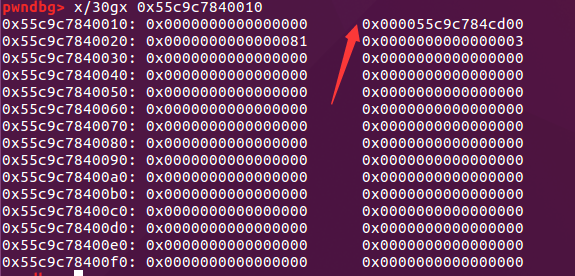 pwndbg> x/30gx 0x55c9c7840010
0x55c9c7840010: 0x0000000000000000 0x000055c9c784cd00
0x55c9c7840020: 0x0000000000000081 0x0000000000000003
0x55c9c7840030: 0x0000000000000000 0x0000000000000000
0x55c9c7840040: 0x0000000000000000 0x0000000000000000
0x55c9c7840050: 0x0000000000000000 0x0000000000000000
0x55c9c7840060: 0x0000000000000000 0x0000000000000000
0x55c9c7840070: 0x0000000000000000 0x0000000000000000
0x55c9c7840080: 0x0000000000000000 0x0000000000000000
0x55c9c7840090: 0x0000000000000000 0x0000000000000000
0x55c9c78400a0: 0x0000000000000000 0x0000000000000000
0x55c9c78400b0: 0x0000000000000000 0x0000000000000000
0x55c9c78400c0: 0x0000000000000000 0x0000000000000000
0x55c9c78400d0: 0x0000000000000000 0x0000000000000000
0x55c9c78400e0: 0x0000000000000000 0x0000000000000000
0x55c9c78400f0: 0x0000000000000000 0x0000000000000000